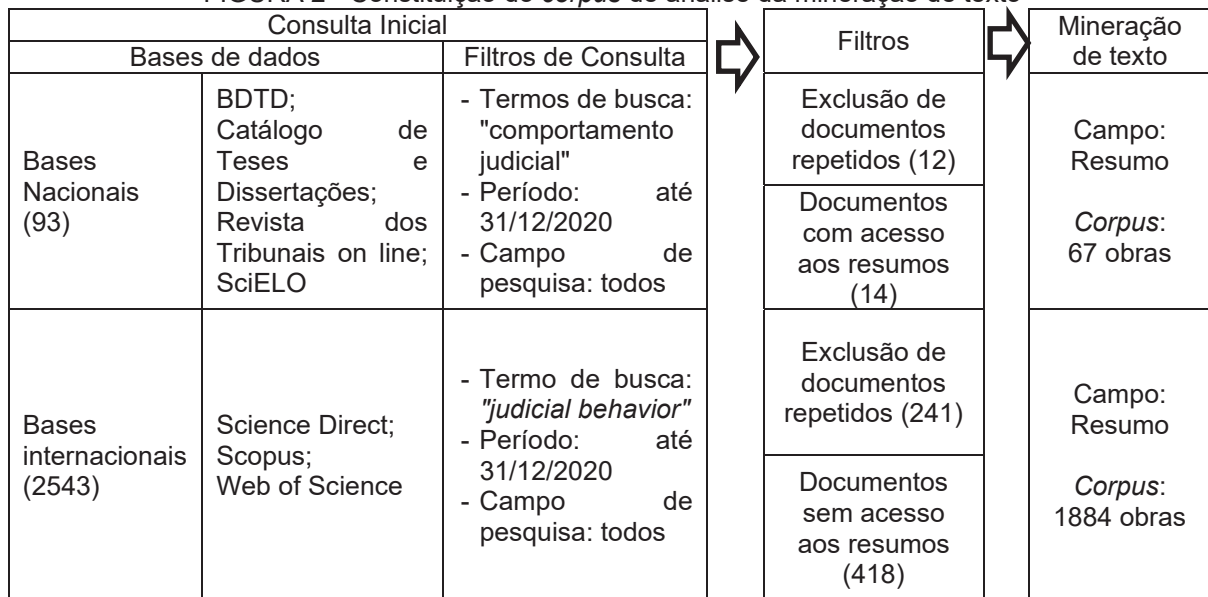 FIGURA 2 - Constituição do corpus de análise da mineração de texto
Consulta Inicial
Bases de dados
Filtros de Consulta
Filtros
Mineração
de texto
Bases
Nacionais
(93)
BDTD;
Catálogo de
Teses e
Dissertações;
Revista dos
Tribunais on line;
SciELO
- Termos de busca:
"comportamento
judicial"
- Período: até
31/12/2020
- Campo de
pesquisa: todos
Exclusão de
documentos
repetidos (12)
Documentos
com acesso
aos resumos
(14)
Campo:
Resumo
Corpus:
67 obras
Bases
internacionais
(2543)
Science Direct;
Scopus;
Web of Science
- Termo de busca:
"judicial behavior"
- Período: até
31/12/2020
- Campo de
pesquisa: todos
Exclusão de
documentos
repetidos (241)
Documentos
sem acesso
aos resumos
(418)
Campo:
Resumo
Corpus:
1884 obras